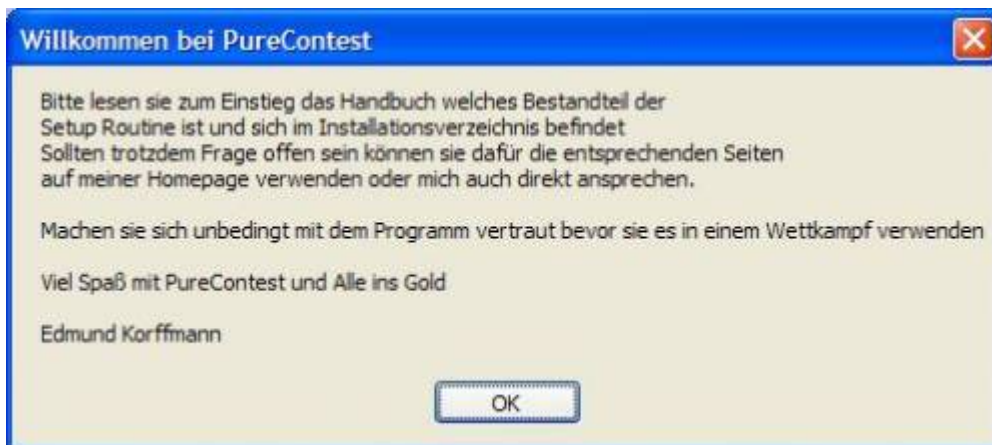 Willkommen bei PureContest
Bitte lesen sie zum Einstieg das Handbuch welches Bestandteil der
Setup Routine ist und sich im Installationsverzeichnis befindet
Sollten trotzdem Frage offen sein können sie dafür die entsprechenden Seiten
auf meiner Homepage verwenden oder mich auch direkt ansprechen.
Machen sie sich unbedingt mit dem Programm vertraut bevor sie es in einem Wettkampf verwenden
Viel Spaß mit PureContest und Alle ins Gold
Edmund Korffmann
OK